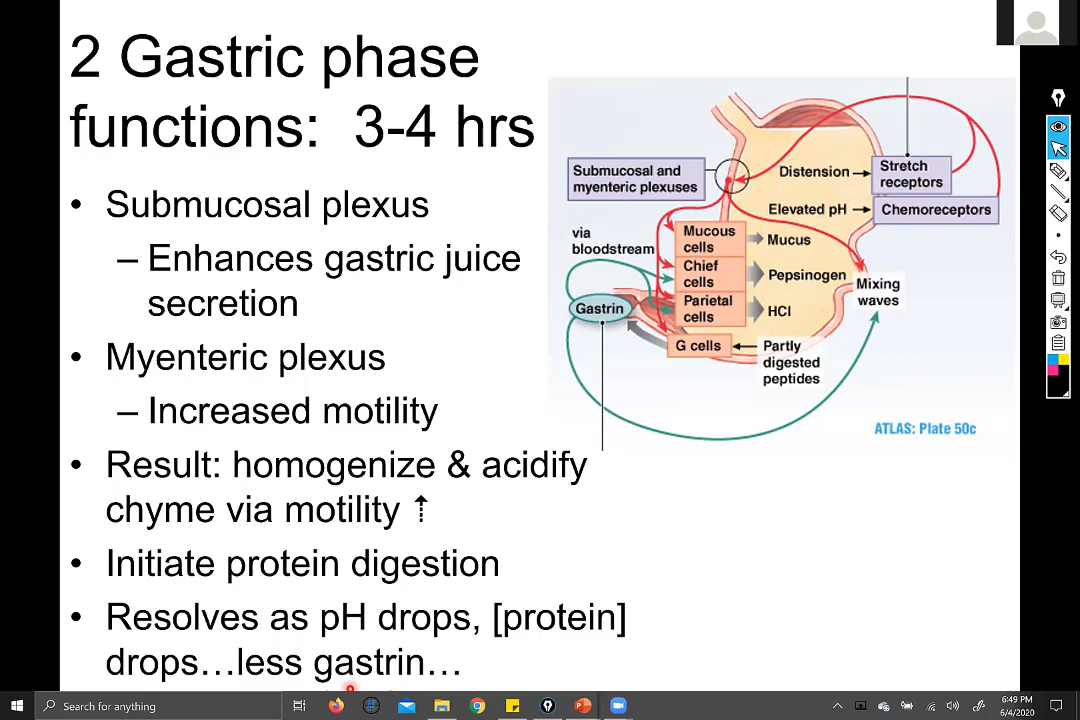 2 Gastric phase
functions: 3-4 hrs
• Submucosal plexus
– Enhances gastric juice
secretion
• Myenteric plexus
– Increased motility
• Result: homogenize & acidify
chyme via motility ⇡
• Initiate protein digestion
• Resolves as pH drops, [protein]
drops…less gastrin…
Submucosal and
myenteric plexuses
Distension
Stretch
receptors
Elevated pH
Chemoreceptors
via
bloodstream
Mucous
cells
Mucus
Chief
cells
Pepsinogen
Parietal
cells
HCl
Mixing
waves
Gastrin
G cells
Partly
digested
peptides
ATLAS: Plate 50c
Search for anything
6:49 PM
6/4/2020